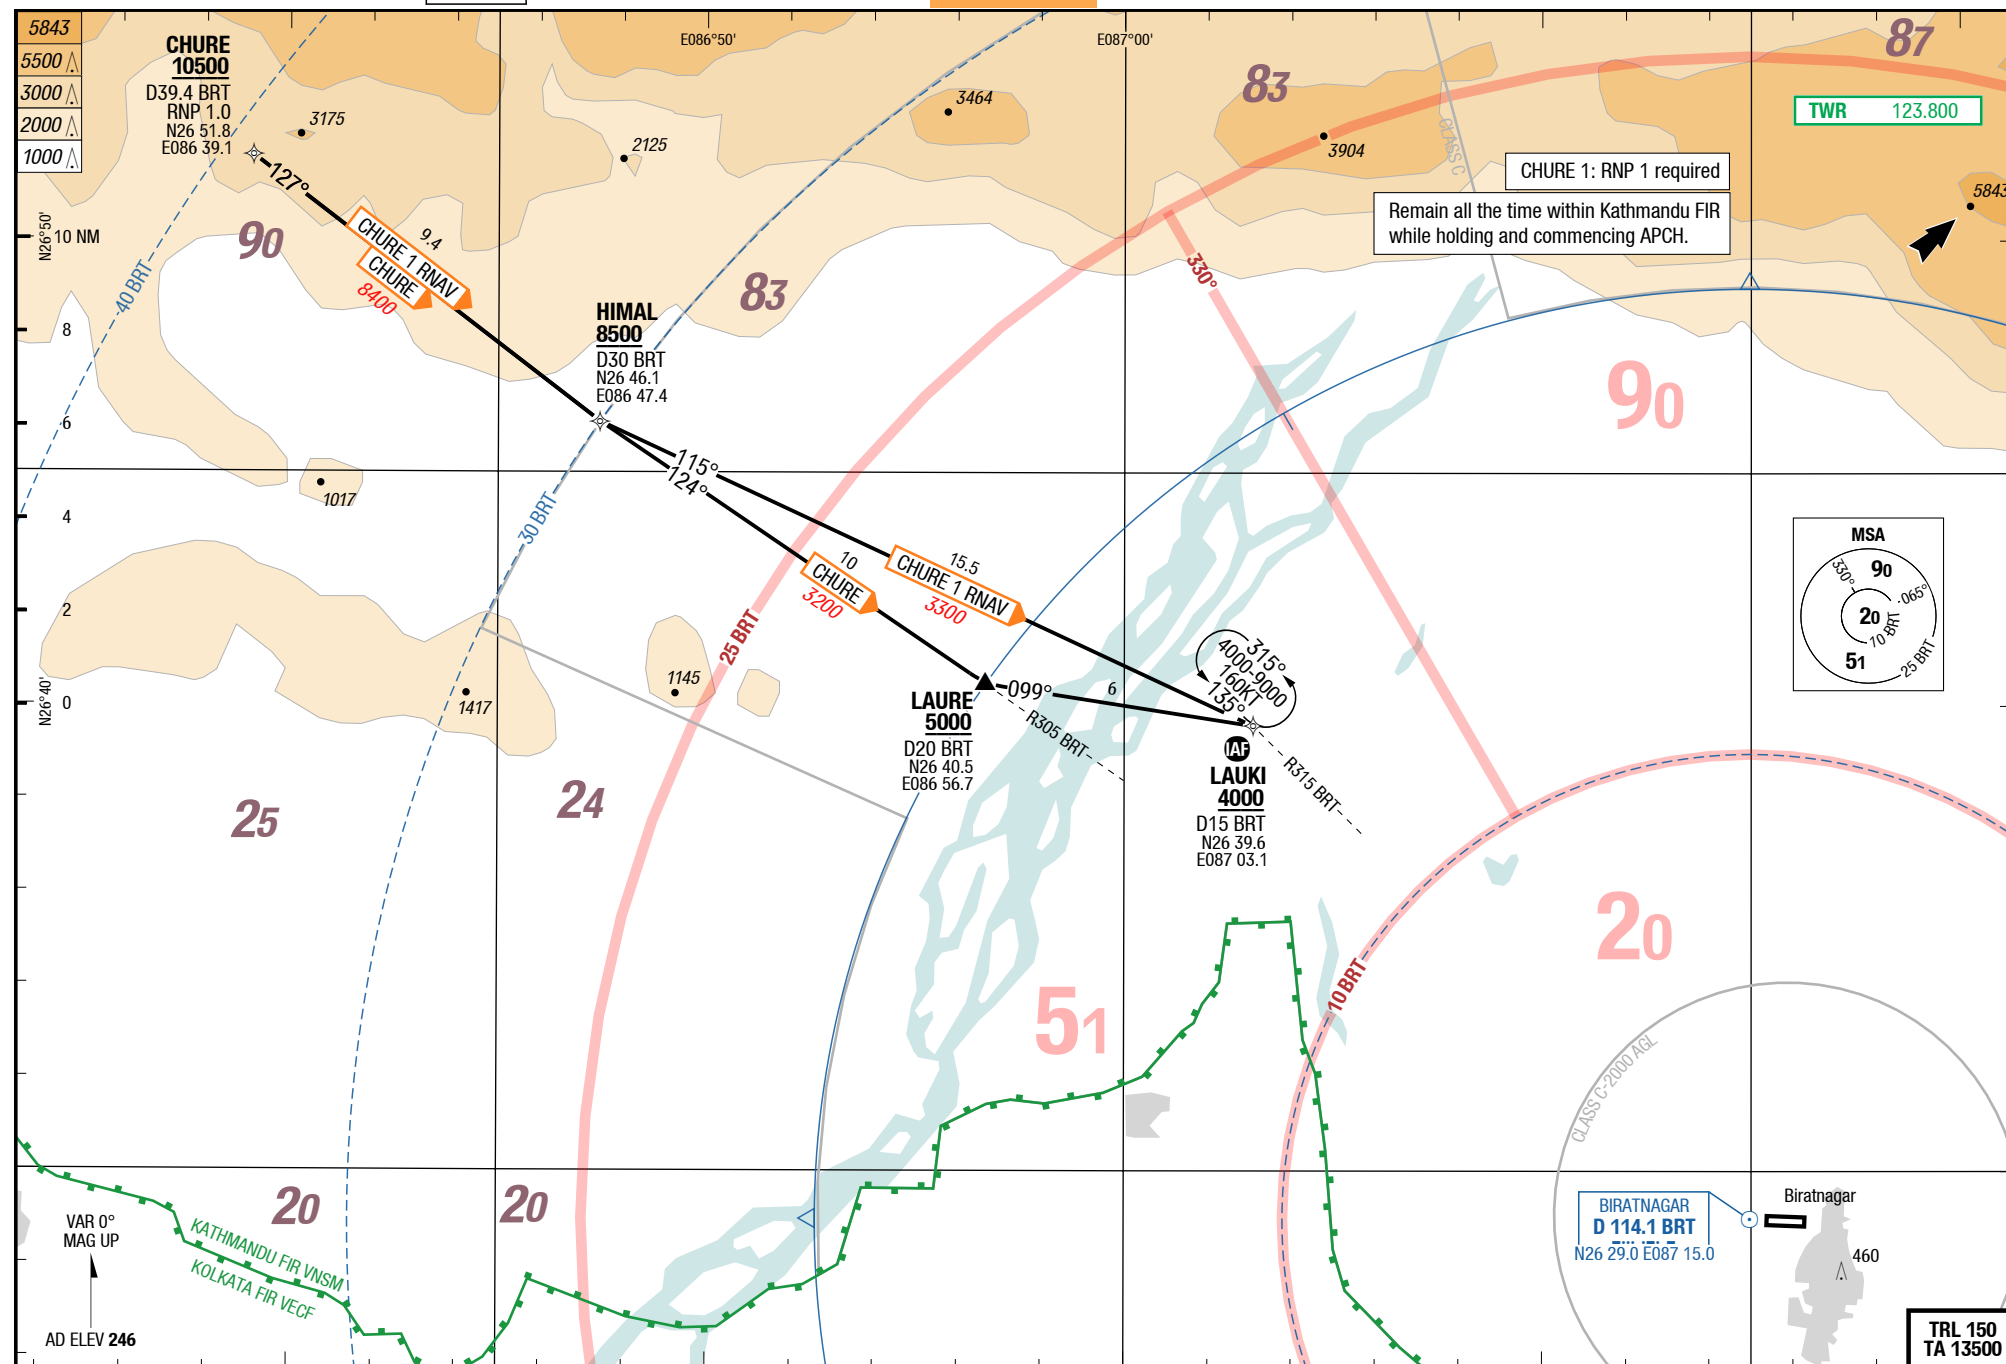 5843
5500
3000
2000
1000
CHURE
10500
D39.4 BRT
RNP 1.0
N26 51.8
E086 39.1
3175
2125
E086°50'
3464
E087°00'
83
3904
CLASS C
87
TWR 123.800
CHURE 1: RNP 1 required
Remain all the time within Kathmandu FIR
while holding and commencing APCH.
5843
N26°50'
10 NM
8
6
4
2
0
N26°40'
40 BRT
90
127°
9.4
CHURE 1 RNAV
CHURE
8400
83
330°
HIMAL
8500
D30 BRT
N26 46.1
E086 47.4
90
1017
30 BRT
115°
124°
10
CHURE
3200
15.5
CHURE 1 RNAV
3300
MSA
330°
90
065°
20
10 BRT
51
25 BRT
25 BRT
1417
1145
LAURE
5000
D20 BRT
N26 40.5
E086 56.7
099°
6
R305 BRT
315°
4000-9000
160KT
135°
IAF
LAUKI
4000
D15 BRT
N26 39.6
E087 03.1
R315 BRT
25
24
51
20
10 BRT
CLASS C-2000 AGL
20
20
VAR 0°
MAG UP
KATHMANDU FIR VNSM
KOLKATA FIR VECF
AD ELEV 246
BIRATNAGAR
D 114.1 BRT
N26 29.0 E087 15.0
Biratnagar
460
TRL 150
TA 13500